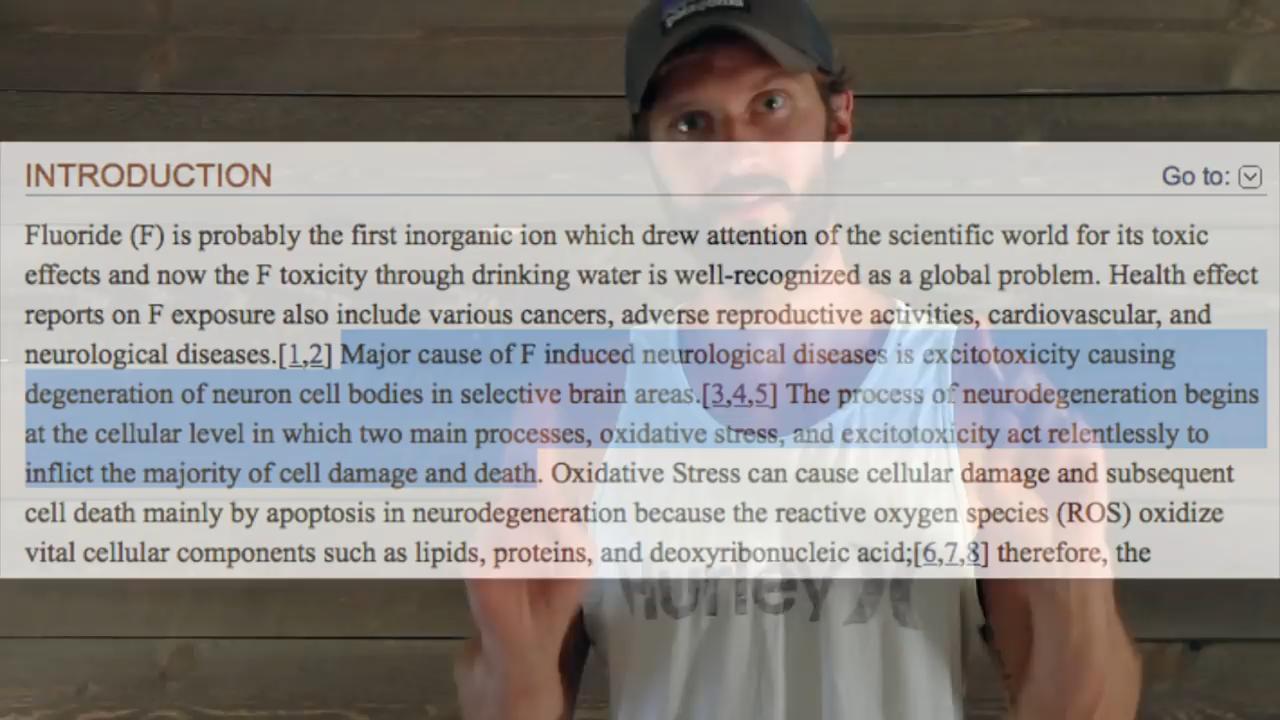 patagonia
INTRODUCTION
Go to:
Fluoride (F) is probably the first inorganic ion which drew attention of the scientific world for its toxic
effects and now the F toxicity through drinking water is well-recognized as a global problem. Health effect
reports on F exposure also include various cancers, adverse reproductive activities, cardiovascular, and
neurological diseases.[1,2] Major cause of F induced neurological diseases is excitotoxicity causing
degeneration of neuron cell bodies in selective brain areas.[3,4,5] The process of neurodegeneration begins
at the cellular level in which two main processes, oxidative stress, and excitotoxicity act relentlessly to
inflict the majority of cell damage and death. Oxidative Stress can cause cellular damage and subsequent
cell death mainly by apoptosis in neurodegeneration because the reactive oxygen species (ROS) oxidize
vital cellular components such as lipids, proteins, and deoxyribonucleic acid;[6,7,8] therefore, the
Hurley